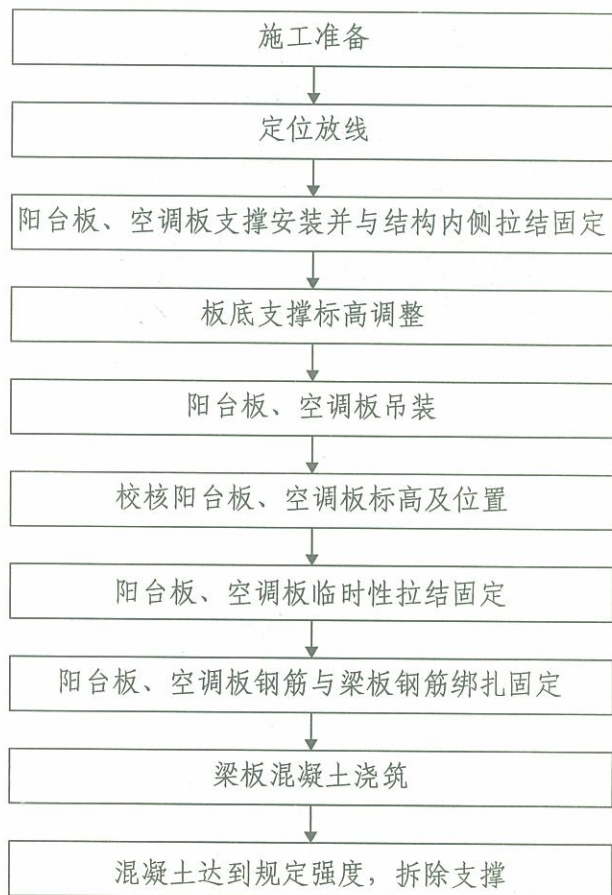 施工准备
定位放线
阳台板、空调板支撑安装并与结构内侧拉结固定
板底支撑标高调整
阳台板、空调板吊装
校核阳台板、空调板标高及位置
阳台板、空调板临时性拉结固定
阳台板、空调板钢筋与梁板钢筋绑扎固定
梁板混凝土浇筑
混凝土达到规定强度，拆除支撑